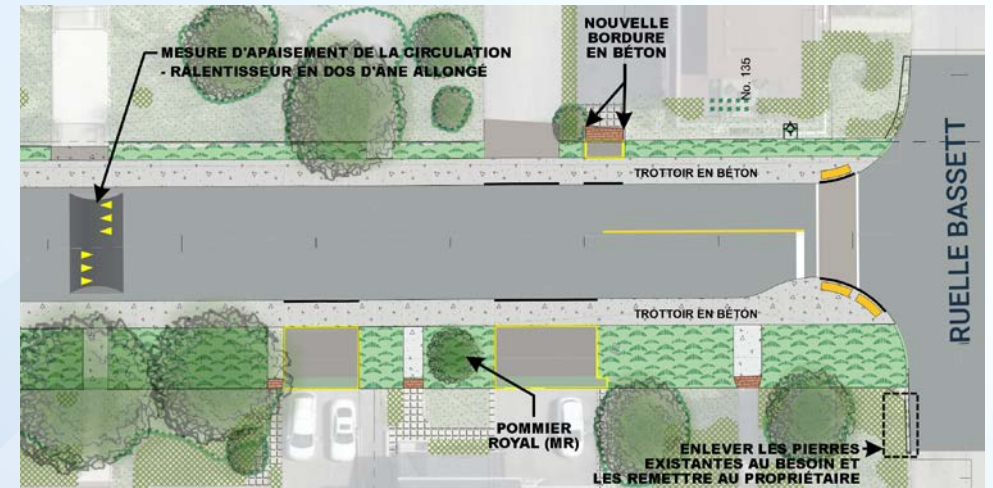 MESURE D'APAISEMENT DE LA CIRCULATION
- RALENTISSEUR EN DOS D'ÂNE ALLONGÉ
NOUVELLE
BORDURE
EN BÉTON
No. 135
TROTTOIR EN BÉTON
RUELLE BASSETT
TROTTOIR EN BÉTON
POMMIER
ROYAL (MR)
ENLEVER LES PIERRES
EXISTANTES AU BESOIN ET
LES REMETTRE AU PROPRIÉTAIRE